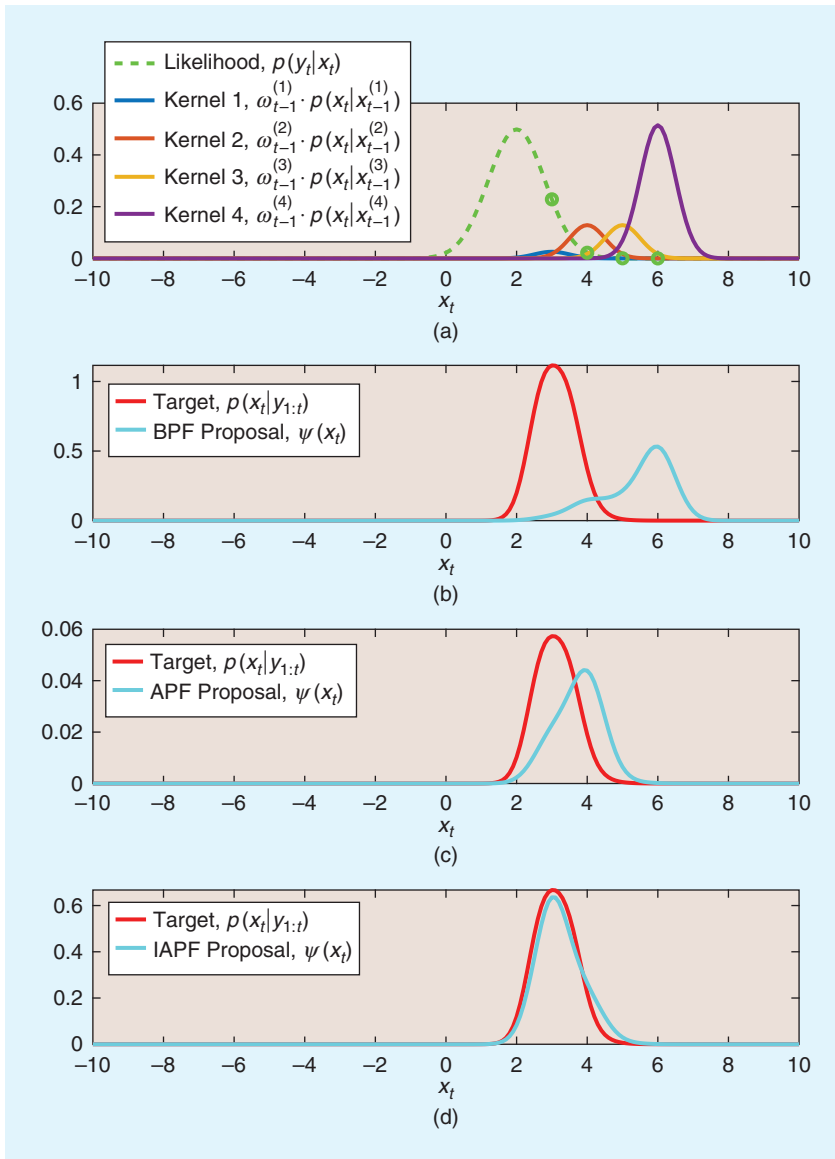 Likelihood, p(y_t|x_t)
Kernel 1, ω_{t−1}^{(1)} · p(x_t|x_{t−1}^{(1)})
Kernel 2, ω_{t−1}^{(2)} · p(x_t|x_{t−1}^{(2)})
Kernel 3, ω_{t−1}^{(3)} · p(x_t|x_{t−1}^{(3)})
Kernel 4, ω_{t−1}^{(4)} · p(x_t|x_{t−1}^{(4)})
0.6
0.4
0.2
0
−10 −8 −6 −4 −2 0 2 4 6 8 10
x_t
(a)
1
0.5
0
Target, p(x_t|y_{1:t})
BPF Proposal, ψ(x_t)
−10 −8 −6 −4 −2 0 2 4 6 8 10
x_t
(b)
0.06
0.04
0.02
0
Target, p(x_t|y_{1:t})
APF Proposal, ψ(x_t)
−10 −8 −6 −4 −2 0 2 4 6 8 10
x_t
(c)
0.6
0.4
0.2
0
Target, p(x_t|y_{1:t})
IAPF Proposal, ψ(x_t)
−10 −8 −6 −4 −2 0 2 4 6 8 10
x_t
(d)